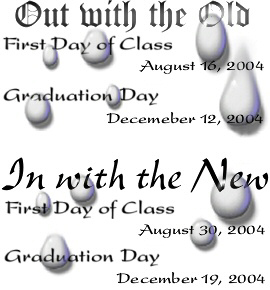 Out with the Old
First Day of Class
August 16, 2004
Graduation Day
Decemeber 12, 2004
In with the New
First Day of Class
August 30, 2004
Graduation Day
December 19, 2004